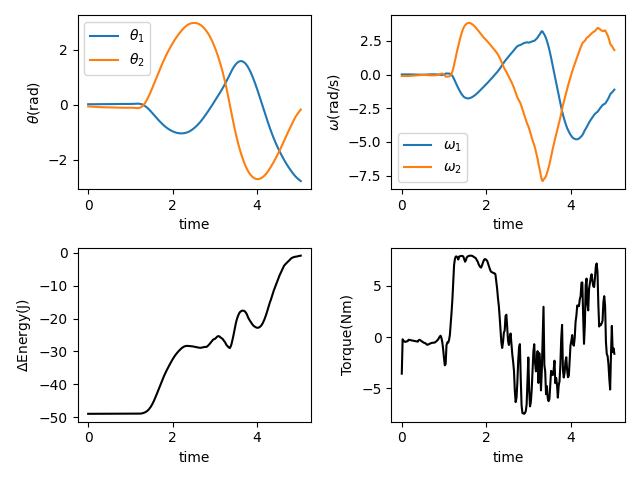 θ(rad)
2
0
−2
θ₁
θ₂
0
2
4
time
ω(rad/s)
2.5
0.0
−2.5
−5.0
−7.5
ω₁
ω₂
0
2
4
time
ΔEnergy(J)
0
−10
−20
−30
−40
−50
0
2
4
time
Torque(Nm)
5
0
−5
0
2
4
time